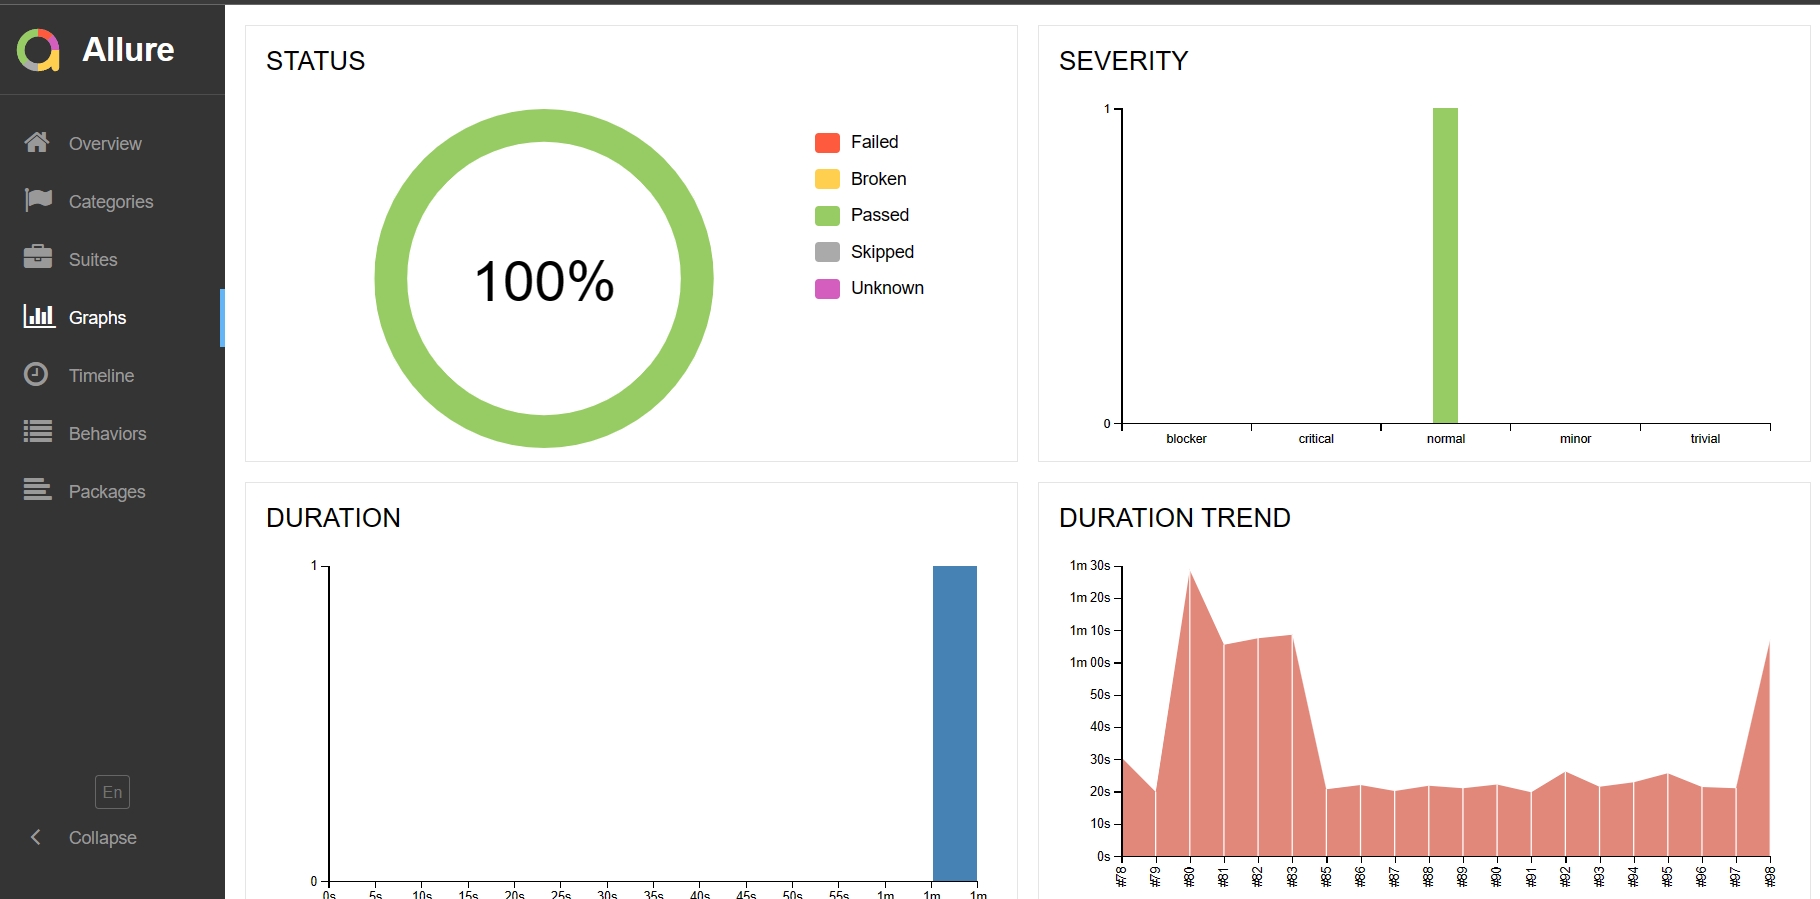 Allure
Overview
Categories
Suites
Graphs
Timeline
Behaviors
Packages
En
Collapse
STATUS
100%
Failed
Broken
Passed
Skipped
Unknown
SEVERITY
1
0
blocker critical normal minor trivial
DURATION
1
0
0s 5s 10s 15s 20s 25s 30s 35s 40s 45s 50s 55s 1m 1m 1m
DURATION TREND
1m 30s
1m 20s
1m 10s
1m 00s
50s
40s
30s
20s
10s
0s
#78 #79 #80 #81 #82 #83 #85 #86 #87 #88 #89 #90 #91 #92 #93 #94 #95 #96 #97 #98